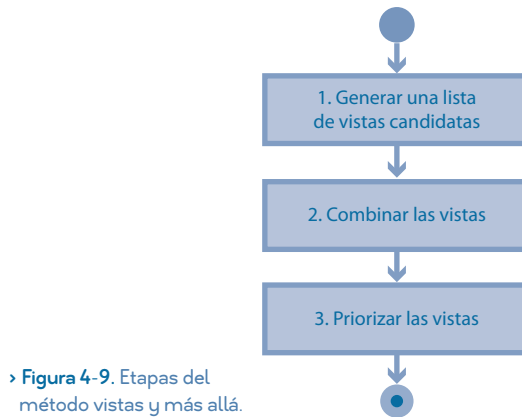 1. Generar una lista
de vistas candidatas
2. Combinar las vistas
3. Priorizar las vistas
› Figura 4-9. Etapas del
método vistas y más allá.